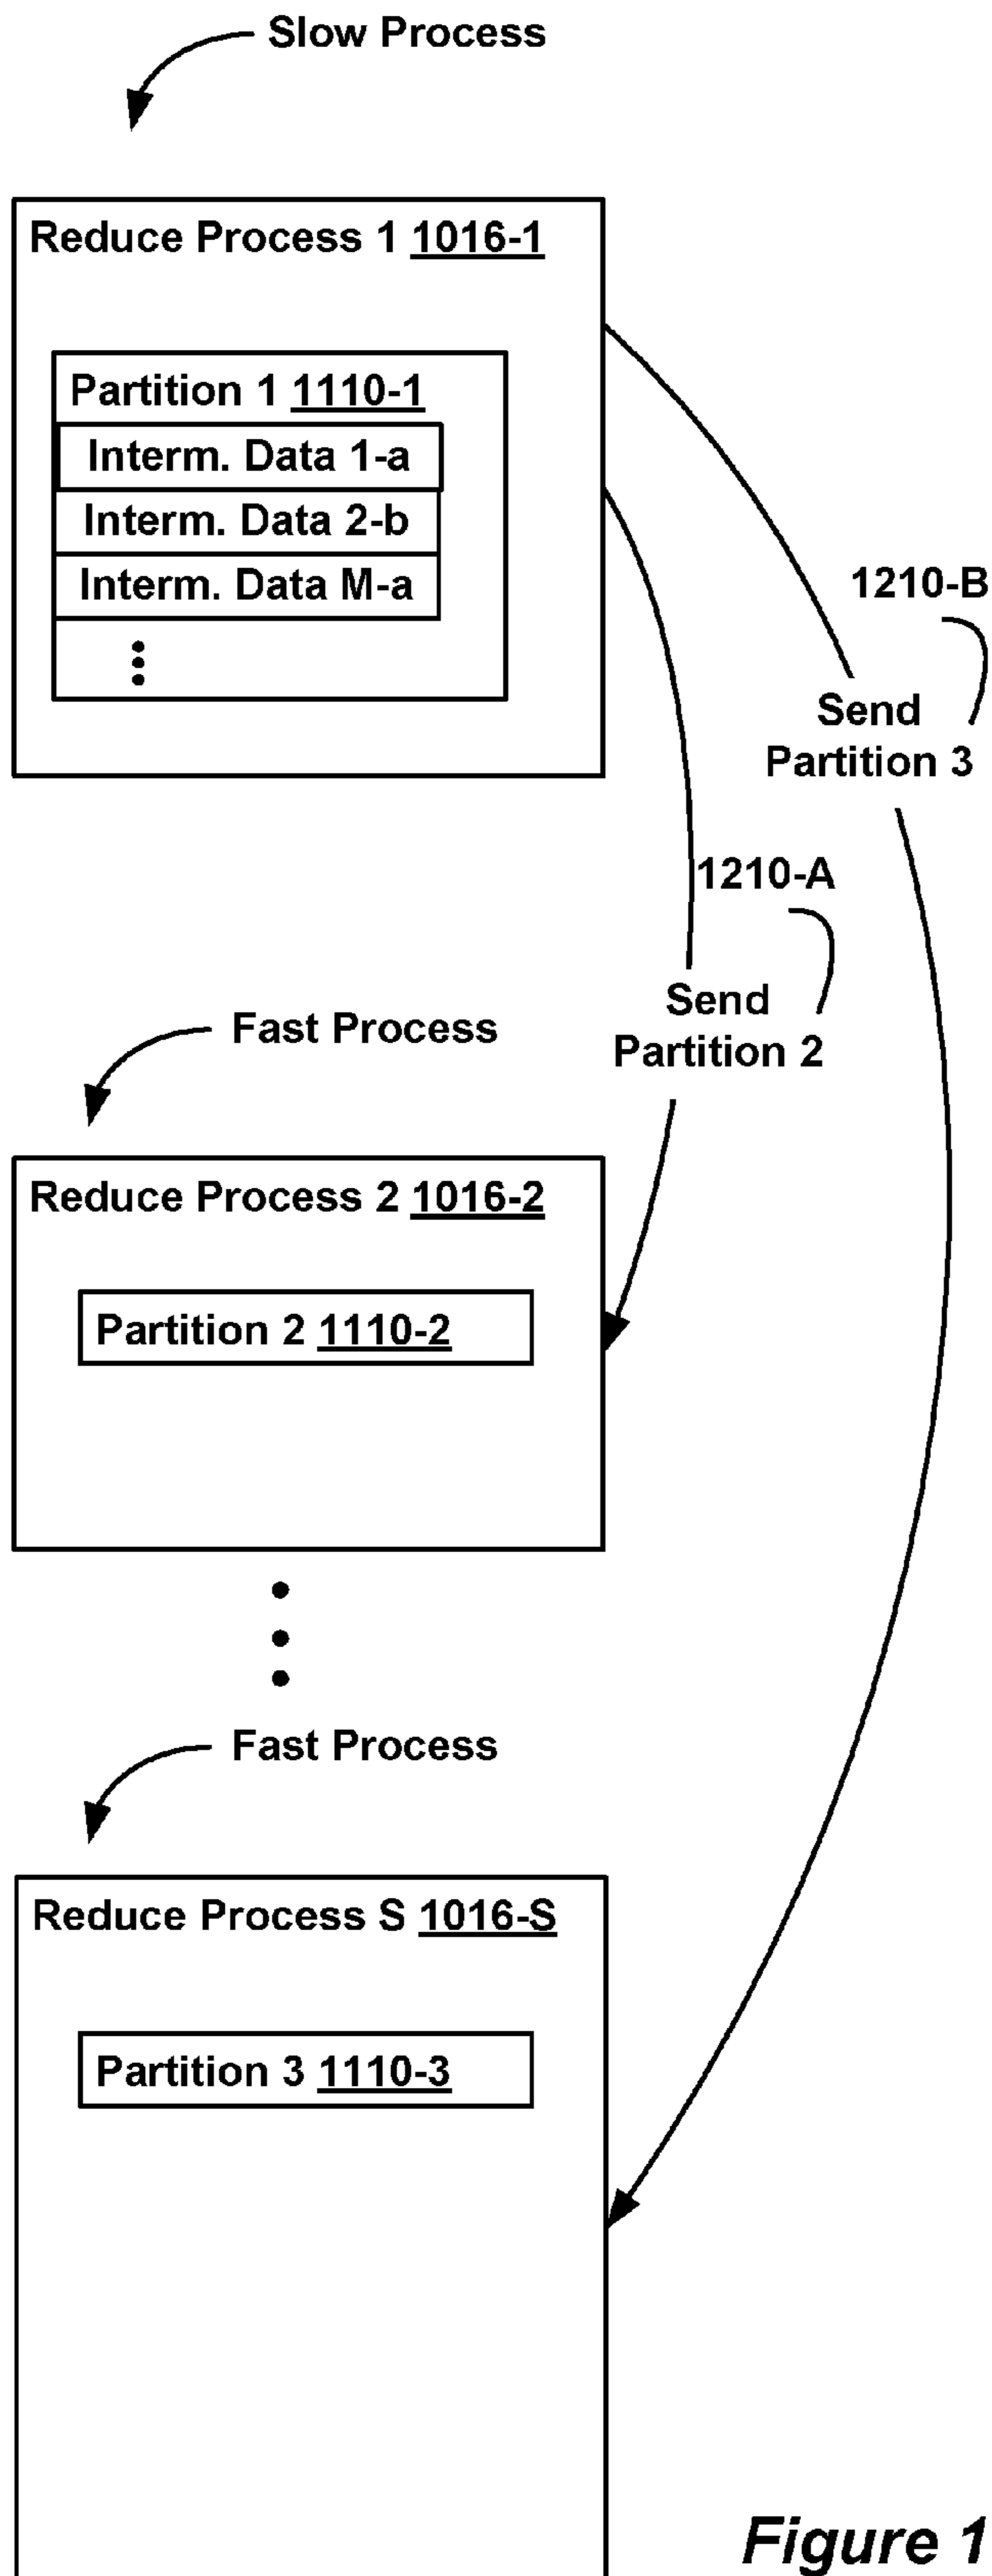 Slow Process
Reduce Process 1 1016-1
Partition 1 1110-1
Interm. Data 1-a
Interm. Data 2-b
Interm. Data M-a
1210-B
Send
Partition 3
1210-A
Send
Partition 2
Fast Process
Reduce Process 2 1016-2
Partition 2 1110-2
Fast Process
Reduce Process S 1016-S
Partition 3 1110-3
Figure 1